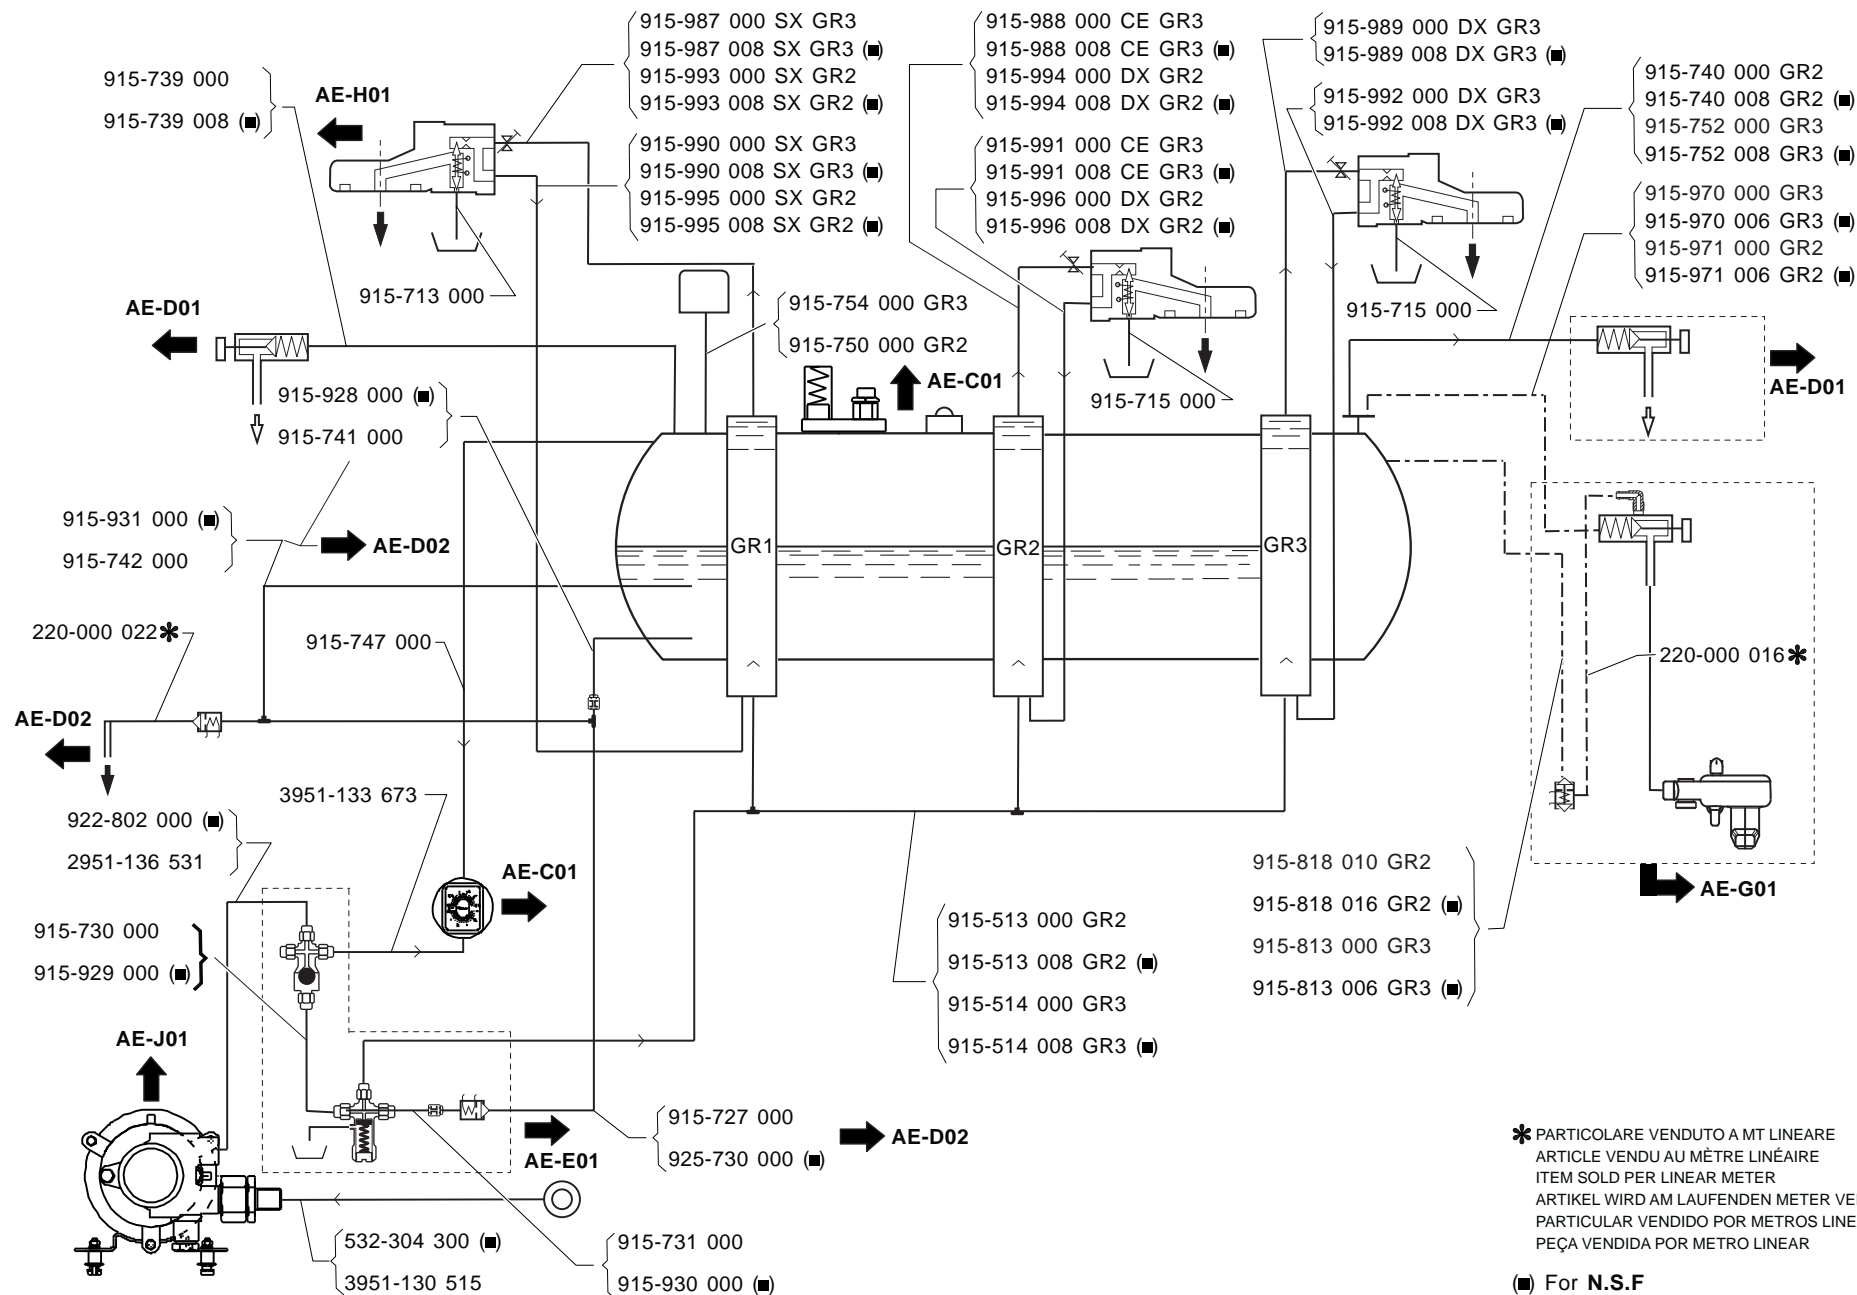 915-987 000 SX GR3
915-987 008 SX GR3 (■)
915-993 000 SX GR2
915-993 008 SX GR2 (■)
915-988 000 CE GR3
915-988 008 CE GR3 (■)
915-994 000 DX GR2
915-994 008 DX GR2 (■)
915-989 000 DX GR3
915-989 008 DX GR3 (■)
915-992 000 DX GR3
915-992 008 DX GR3 (■)
915-740 000 GR2
915-740 008 GR2 (■)
915-752 000 GR3
915-752 008 GR3 (■)
915-739 000
915-739 008 (■)
AE-H01
915-990 000 SX GR3
915-990 008 SX GR3 (■)
915-995 000 SX GR2
915-995 008 SX GR2 (■)
915-991 000 CE GR3
915-991 008 CE GR3 (■)
915-996 000 DX GR2
915-996 008 DX GR2 (■)
915-970 000 GR3
915-970 006 GR3 (■)
915-971 000 GR2
915-971 006 GR2 (■)
915-713 000
915-754 000 GR3
915-750 000 GR2
915-715 000
AE-D01
AE-C01
915-715 000
AE-D01
915-928 000 (■)
915-741 000
915-931 000 (■)
915-742 000
AE-D02
GR1
GR2
GR3
220-000 022✱
915-747 000
220-000 016✱
AE-D02
3951-133 673
922-802 000 (■)
2951-136 531
AE-C01
AE-G01
915-730 000
915-929 000 (■)
915-513 000 GR2
915-513 008 GR2 (■)
915-514 000 GR3
915-514 008 GR3 (■)
915-818 010 GR2
915-818 016 GR2 (■)
915-813 000 GR3
915-813 006 GR3 (■)
AE-J01
AE-E01
915-727 000
925-730 000 (■)
AE-D02
532-304 300 (■)
3951-130 515
915-731 000
915-930 000 (■)
✱ PARTICOLARE VENDUTO A MT LINEARE
ARTICLE VENDU AU MÈTRE LINÉAIRE
ITEM SOLD PER LINEAR METER
ARTIKEL WIRD AM LAUFENDEN METER VE
PARTICULAR VENDIDO POR METROS LINE
PEÇA VENDIDA POR METRO LINEAR
(■) For N.S.F